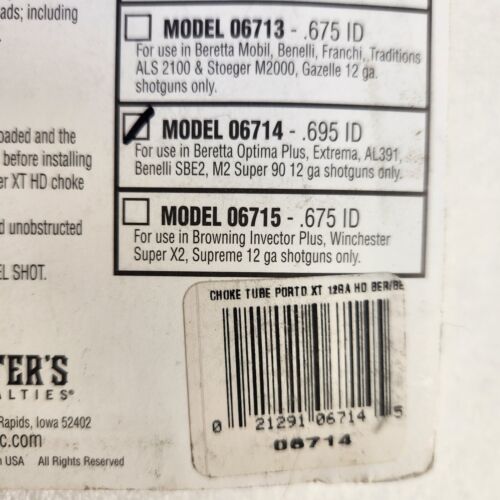 ads; including
MODEL 06713 - .675 ID
For use in Beretta Mobil, Benelli, Franchi, Traditions
ALS 2100 & Stoeger M2000, Gazelle 12 ga.
shotguns only.
oaded and the
before installing
er XT HD choke
d unobstructed
EL SHOT.
MODEL 06714 - .695 ID
For use in Beretta Optima Plus, Extrema, AL391,
Benelli SBE2, M2 Super 90 12 ga shotguns only.
MODEL 06715 - .675 ID
For use in Browning Invector Plus, Winchester
Super X2, Supreme 12 ga shotguns only.
CHOKE TUBE PORTD XT 12GA HD BER/BE
0 21291 06714 5
06714
TER'S
ALTIES®
Rapids, Iowa 52402
c.com
n USA All Rights Reserved